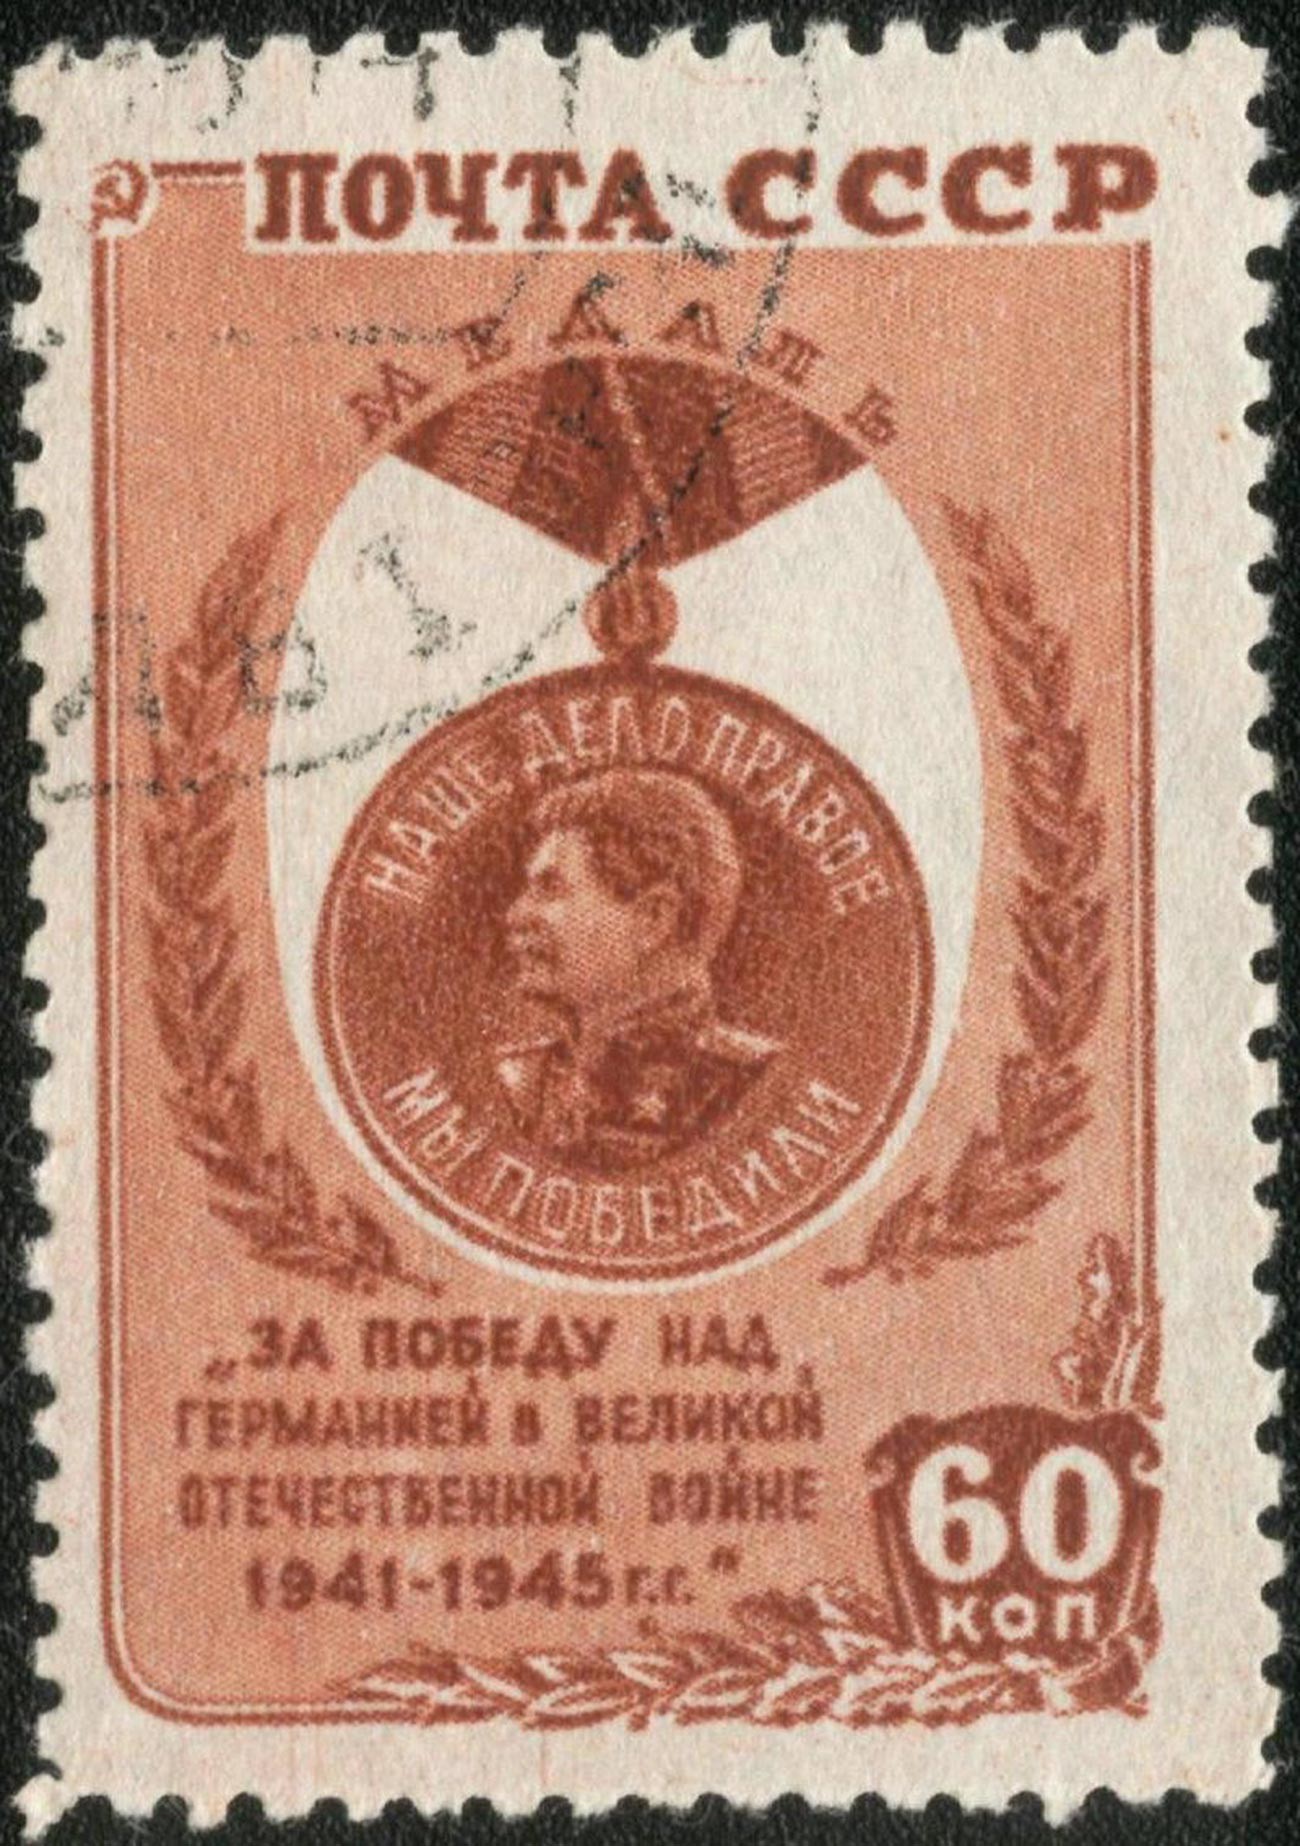 ПОЧТА СССР
МЕДАЛЬ
НАШЕ ДЕЛО ПРАВОЕ
МЫ ПОБЕДИЛИ
„ЗА ПОБЕДУ НАД
ГЕРМАНИЕЙ в ВЕЛИКОЙ
ОТЕЧЕСТВЕННОЙ ВОЙНЕ
1941-1945 г.г."
60
КОП